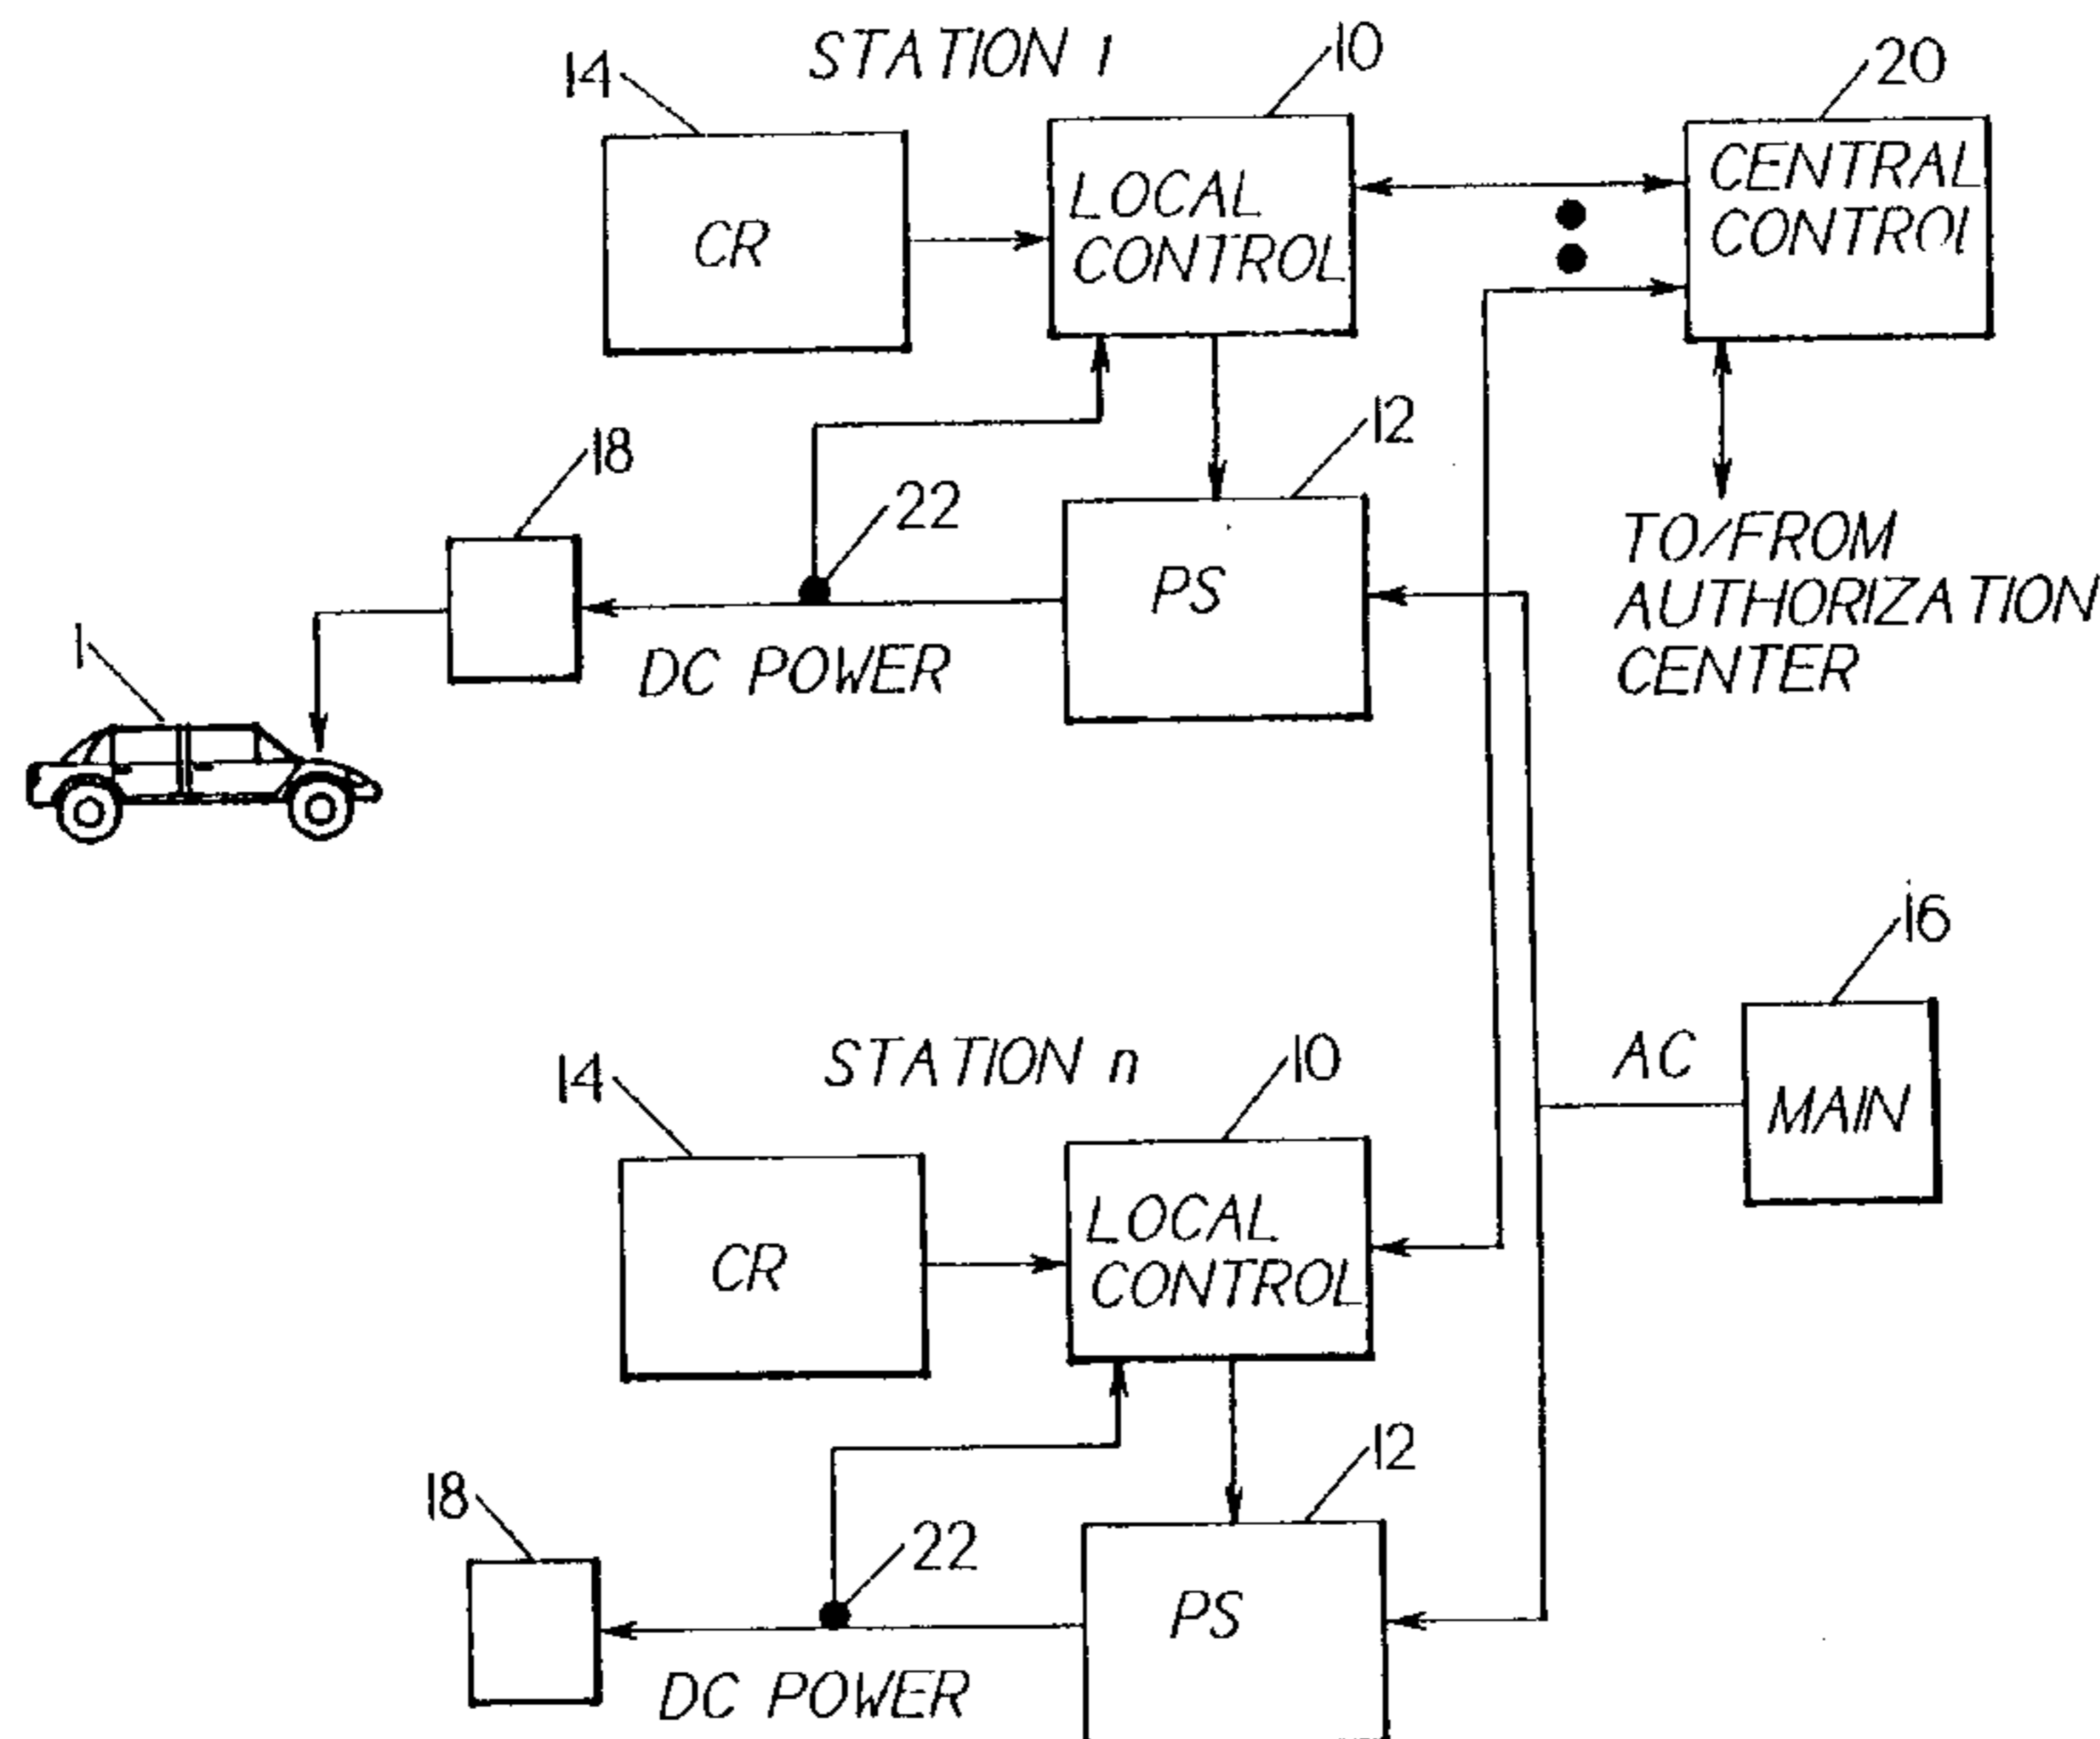 STATION 1
14
10
20
CR
LOCAL
CONTROL
CENTRAL
CONTROL
18
22
12
PS
TO/FROM
AUTHORIZATION
CENTER
DC POWER
1
16
AC
MAIN
STATION n
14
10
CR
LOCAL
CONTROL
18
22
12
PS
DC POWER